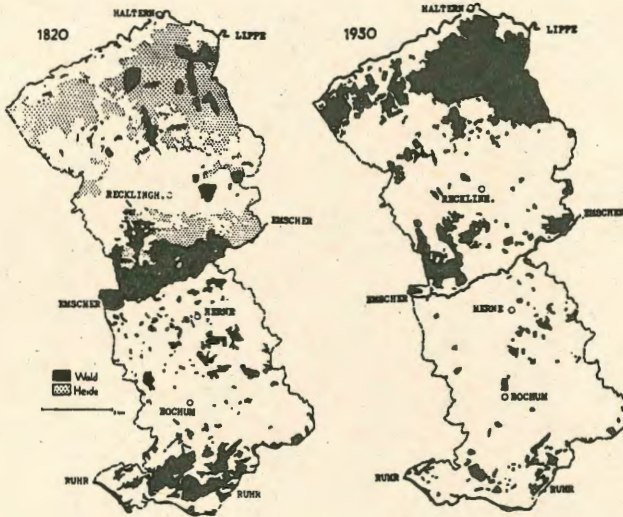 1820
HALTERN
LIPPE
RECKLINGH.
EMSCHER
EMSCHER
HERNE
Wald
Heide
BOCHUM
RUHR
RUHR
1930
HALTERN
LIPPE
RECKLINH.
EMSCHER
EMSCHER
HERNE
BOCHUM
RUHR
RUHR